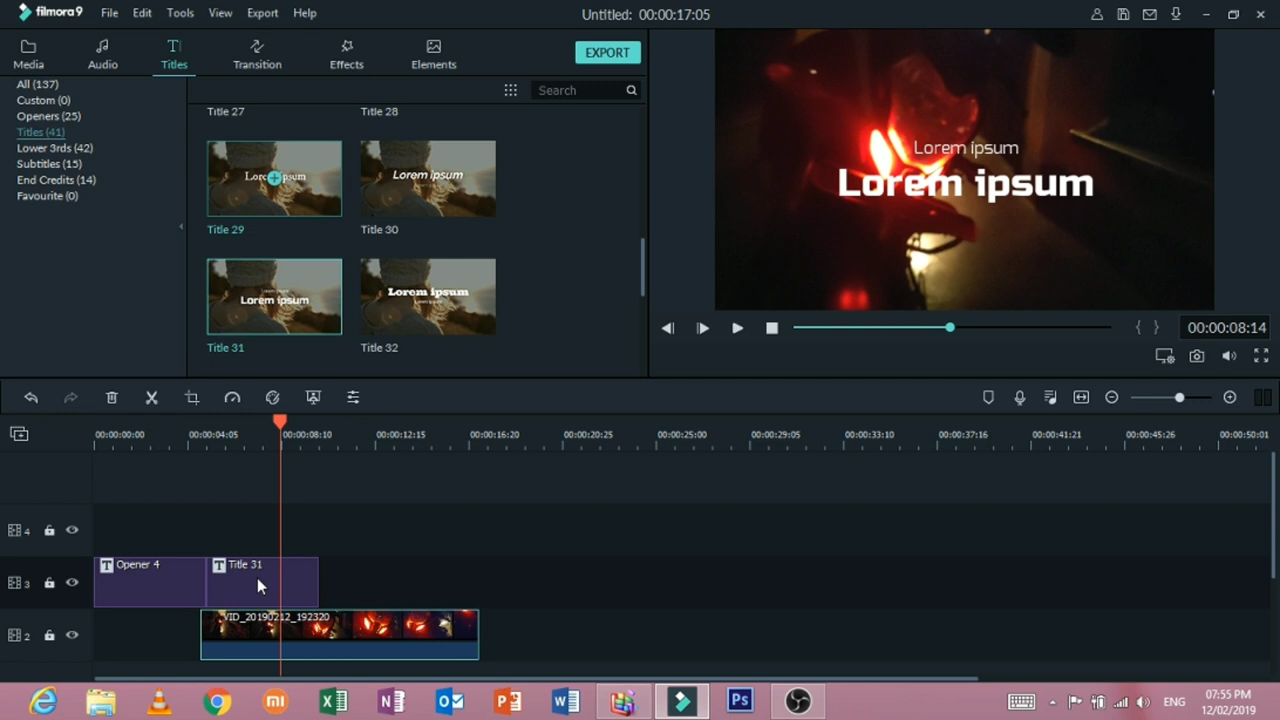 filmora9 File Edit Tools View Export Help Untitled: 00:00:17:05
Media Audio Titles Transition Effects Elements EXPORT
All (137)
Custom (0)
Openers (25)
Titles (41)
Lower 3rds (42)
Subtitles (15)
End Credits (14)
Favourite (0)
Search
Title 27 Title 28
Lorem ipsum
Title 29 Title 30
Lorem ipsum Lorem ipsum
Title 31 Title 32
Lorem ipsum
Lorem ipsum
00:00:08:14
00:00:00:00 00:00:04:05 00:00:08:10 00:00:12:15 00:00:16:20 00:00:20:25 00:00:25:00 00:00:29:05 00:00:33:10 00:00:37:16 00:00:41:21 00:00:45:26 00:00:50:01
4
3 T Opener 4 T Title 31
2 VID_20190212_192320
ENG 07:55 PM
12/02/2019